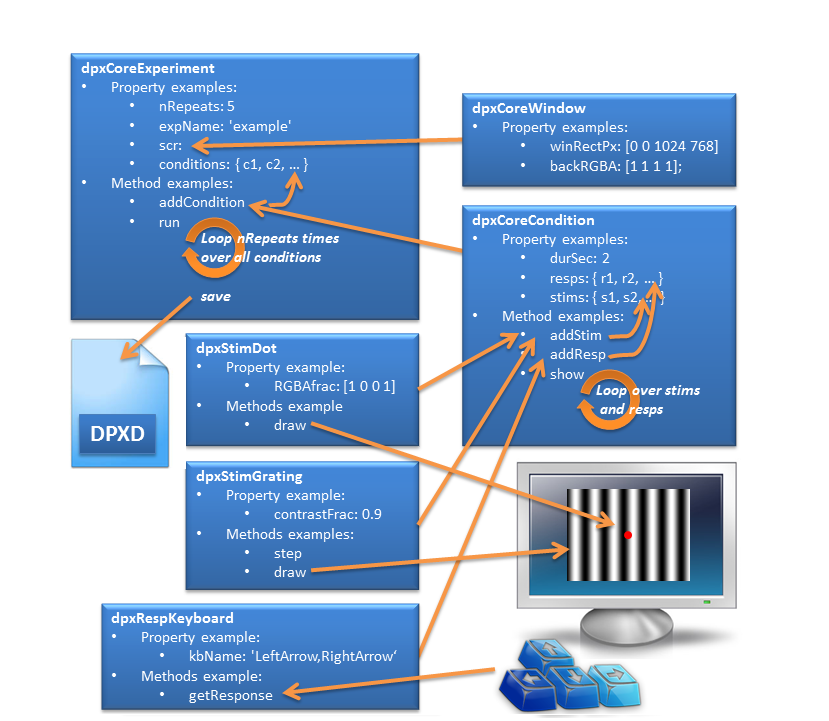 dpxCoreExperiment
• Property examples:
• nRepeats: 5
• expName: 'example'
• scr:
• conditions: { c1, c2, ... }
• Method examples:
• addCondition
• run
Loop nRepeats times
over all conditions
save
DPXD
dpxCoreWindow
• Property examples:
• winRectPx: [0 0 1024 768]
• backRGBA: [1 1 1 1];
dpxCoreCondition
• Property examples:
• durSec: 2
• resps: { r1, r2, ... }
• stims: { s1, s2, ... }
• Method examples:
• addStim
• addResp
• show
Loop over stims
and resps
dpxStimDot
• Property example:
• RGBAfrac: [1 0 0 1]
• Methods example
• draw
dpxStimGrating
• Property example:
• contrastFrac: 0.9
• Methods examples:
• step
• draw
dpxRespKeyboard
• Property example:
• kbName: 'LeftArrow,RightArrow‘
• Methods example:
• getResponse